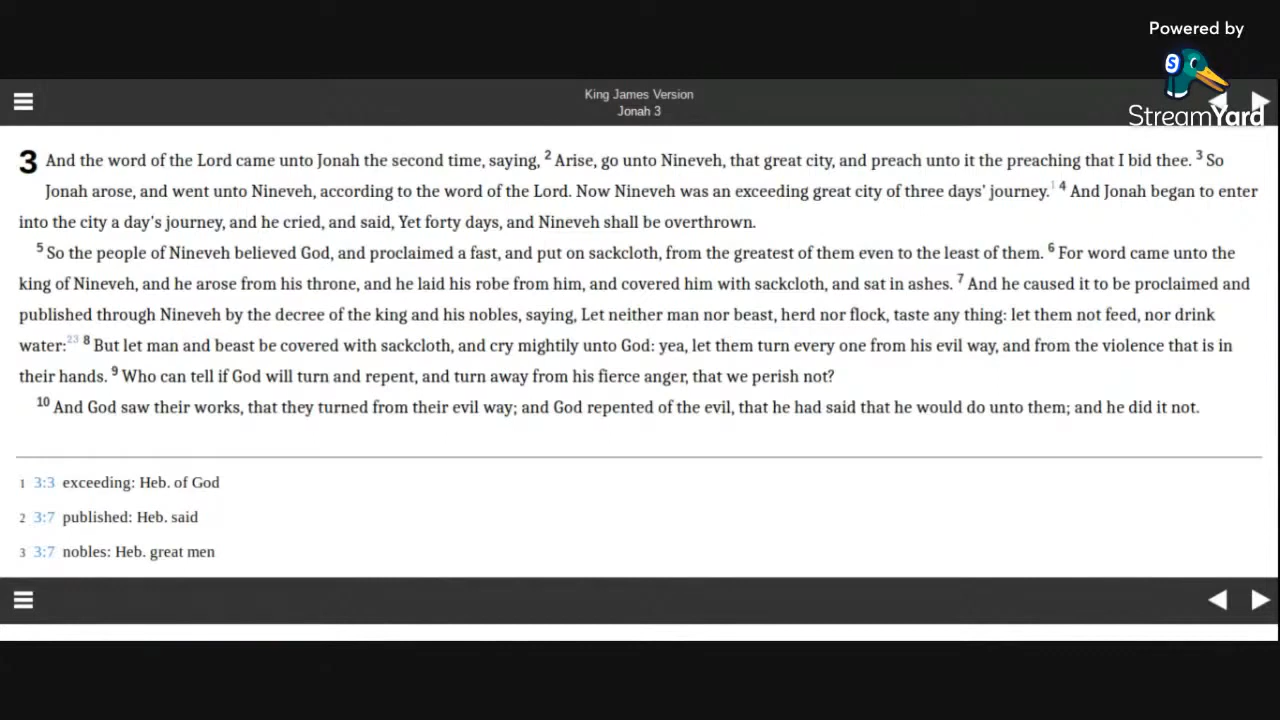 Powered by
StreamYard
King James Version
Jonah 3
3 And the word of the Lord came unto Jonah the second time, saying, 2 Arise, go unto Nineveh, that great city, and preach unto it the preaching that I bid thee. 3 So
Jonah arose, and went unto Nineveh, according to the word of the Lord. Now Nineveh was an exceeding great city of three days' journey.1 4 And Jonah began to enter
into the city a day's journey, and he cried, and said, Yet forty days, and Nineveh shall be overthrown.
5 So the people of Nineveh believed God, and proclaimed a fast, and put on sackcloth, from the greatest of them even to the least of them. 6 For word came unto the
king of Nineveh, and he arose from his throne, and he laid his robe from him, and covered him with sackcloth, and sat in ashes. 7 And he caused it to be proclaimed and
published through Nineveh by the decree of the king and his nobles, saying, Let neither man nor beast, herd nor flock, taste any thing: let them not feed, nor drink
water:23 8 But let man and beast be covered with sackcloth, and cry mightily unto God: yea, let them turn every one from his evil way, and from the violence that is in
their hands. 9 Who can tell if God will turn and repent, and turn away from his fierce anger, that we perish not?
10 And God saw their works, that they turned from their evil way; and God repented of the evil, that he had said that he would do unto them; and he did it not.
1 3:3 exceeding: Heb. of God
2 3:7 published: Heb. said
3 3:7 nobles: Heb. great men